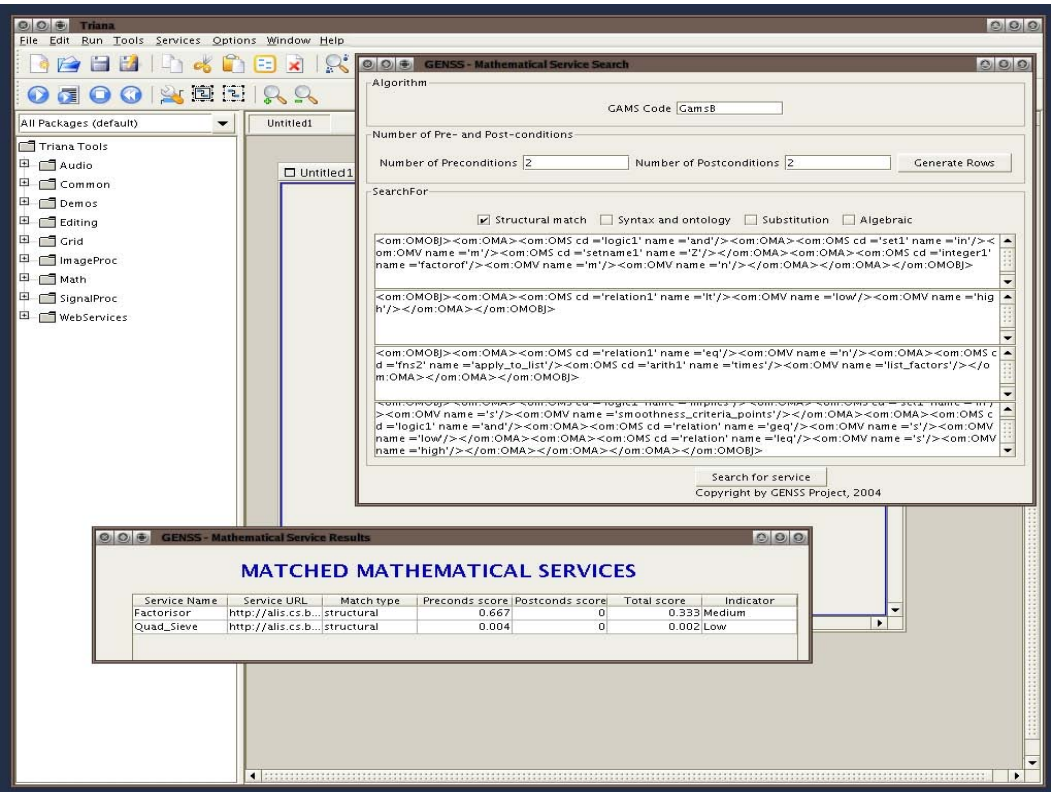 Triana
File Edit Run Tools Services Options Window Help
All Packages (default)
Triana Tools
Audio
Common
Demos
Editing
Grid
ImageProc
Math
SignalProc
WebServices
Untitled1
Untitled1
GENSS - Mathematical Service Search
Algorithm
GAMS Code GamsB
Number of Pre- and Post-conditions
Number of Preconditions 2 Number of Postconditions 2 Generate Rows
SearchFor
Structural match Syntax and ontology Substitution Algebraic
<om:OMOBJ><om:OMA><om:OMS cd ='logic1' name ='and'/><om:OMA><om:OMS cd ='set1' name ='in'/><
om:OMV name ='m'/><om:OMS cd ='setname1' name ='Z'/></om:OMA><om:OMA><om:OMS cd ='integer1'
name ='factorof'/><om:OMV name ='m'/><om:OMV name ='n'/></om:OMA></om:OMA></om:OMOBJ>
<om:OMOBJ><om:OMA><om:OMS cd ='relation1' name ='lt'/><om:OMV name ='low'/><om:OMV name ='hig
h'/></om:OMA></om:OMOBJ>
<om:OMOBJ><om:OMA><om:OMS cd ='relation1' name ='eq'/><om:OMV name ='n'/><om:OMA><om:OMS c
d ='fns2' name ='apply_to_list'/><om:OMS cd ='arith1' name ='times'/><om:OMV name ='list_factors'/></o
m:OMA></om:OMA></om:OMOBJ>
><om:OMV name ='s'/><om:OMV name ='smoothness_criteria_points'/></om:OMA><om:OMA><om:OMS c
d ='logic1' name ='and'/><om:OMA><om:OMS cd ='relation' name ='geq'/><om:OMV name ='s'/><om:OMV
name ='low'/></om:OMA><om:OMA><om:OMS cd ='relation' name ='leq'/><om:OMV name ='s'/><om:OMV
name ='high'/></om:OMA></om:OMA></om:OMA></om:OMOBJ>
Search for service
Copyright by GENSS Project, 2004
GENSS - Mathematical Service Results
MATCHED MATHEMATICAL SERVICES
Service Name Service URL Match type Preconds score Postconds score Total score Indicator
Factorisor http://alis.cs.b... structural 0.667 0 0.333 Medium
Quad_Sieve http://alis.cs.b... structural 0.004 0 0.002 Low